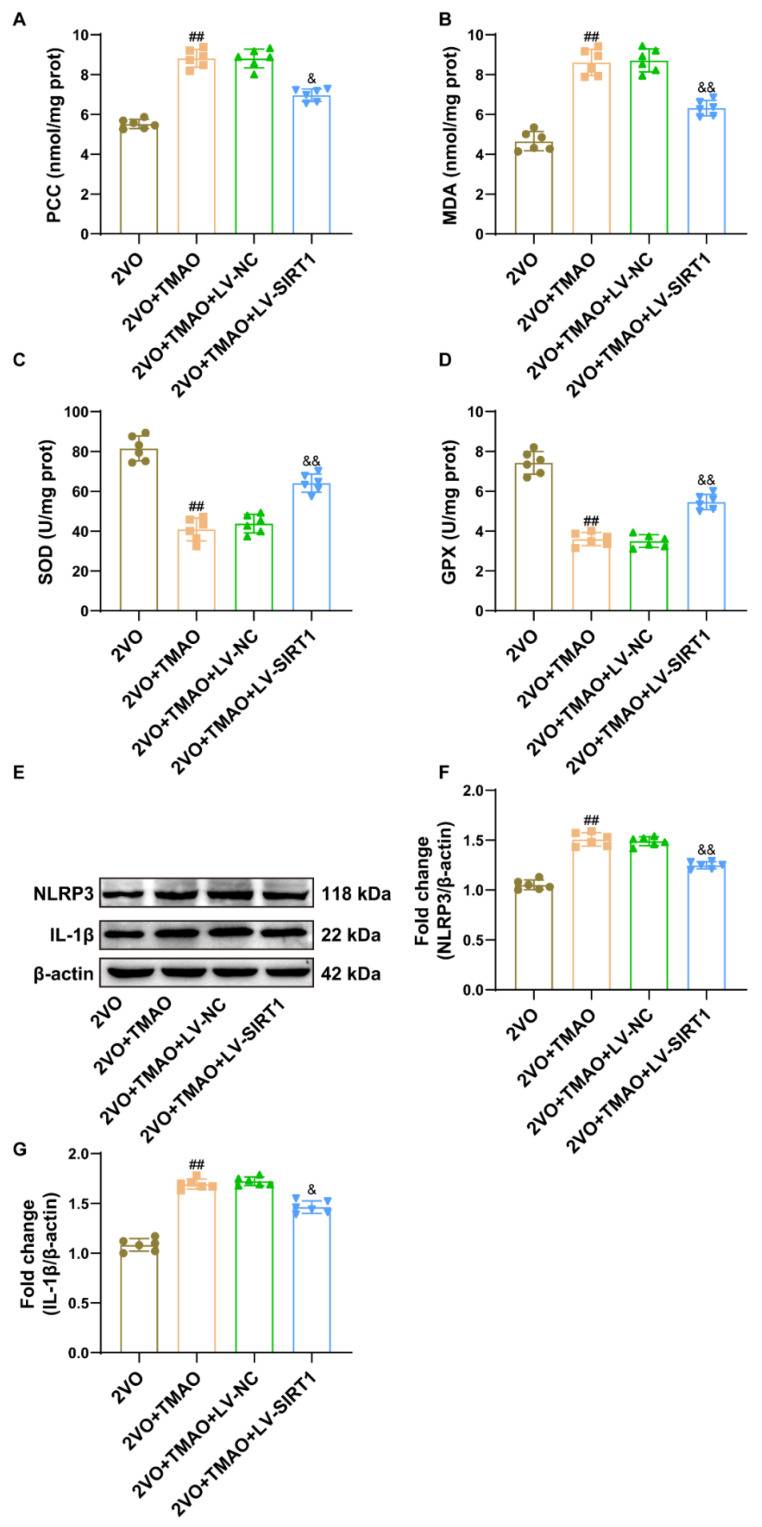 A
PCC (nmol/mg prot)
10
8
6
4
2
0
##
&
2VO
2VO+TMAO
2VO+TMAO+LV-NC
2VO+TMAO+LV-SIRT1
B
MDA (nmol/mg prot)
10
8
6
4
2
0
##
&&
2VO
2VO+TMAO
2VO+TMAO+LV-NC
2VO+TMAO+LV-SIRT1
C
SOD (U/mg prot)
100
80
60
40
20
0
##
&&
2VO
2VO+TMAO
2VO+TMAO+LV-NC
2VO+TMAO+LV-SIRT1
D
GPX (U/mg prot)
10
8
6
4
2
0
##
&&
2VO
2VO+TMAO
2VO+TMAO+LV-NC
2VO+TMAO+LV-SIRT1
E
NLRP3 118 kDa
IL-1β 22 kDa
β-actin 42 kDa
2VO
2VO+TMAO
2VO+TMAO+LV-NC
2VO+TMAO+LV-SIRT1
F
Fold change
(NLRP3/β-actin)
2.0
1.5
1.0
0.5
0.0
##
&&
2VO
2VO+TMAO
2VO+TMAO+LV-NC
2VO+TMAO+LV-SIRT1
G
Fold change
(IL-1β/β-actin)
2.0
1.5
1.0
0.5
0.0
##
&
2VO
2VO+TMAO
2VO+TMAO+LV-NC
2VO+TMAO+LV-SIRT1